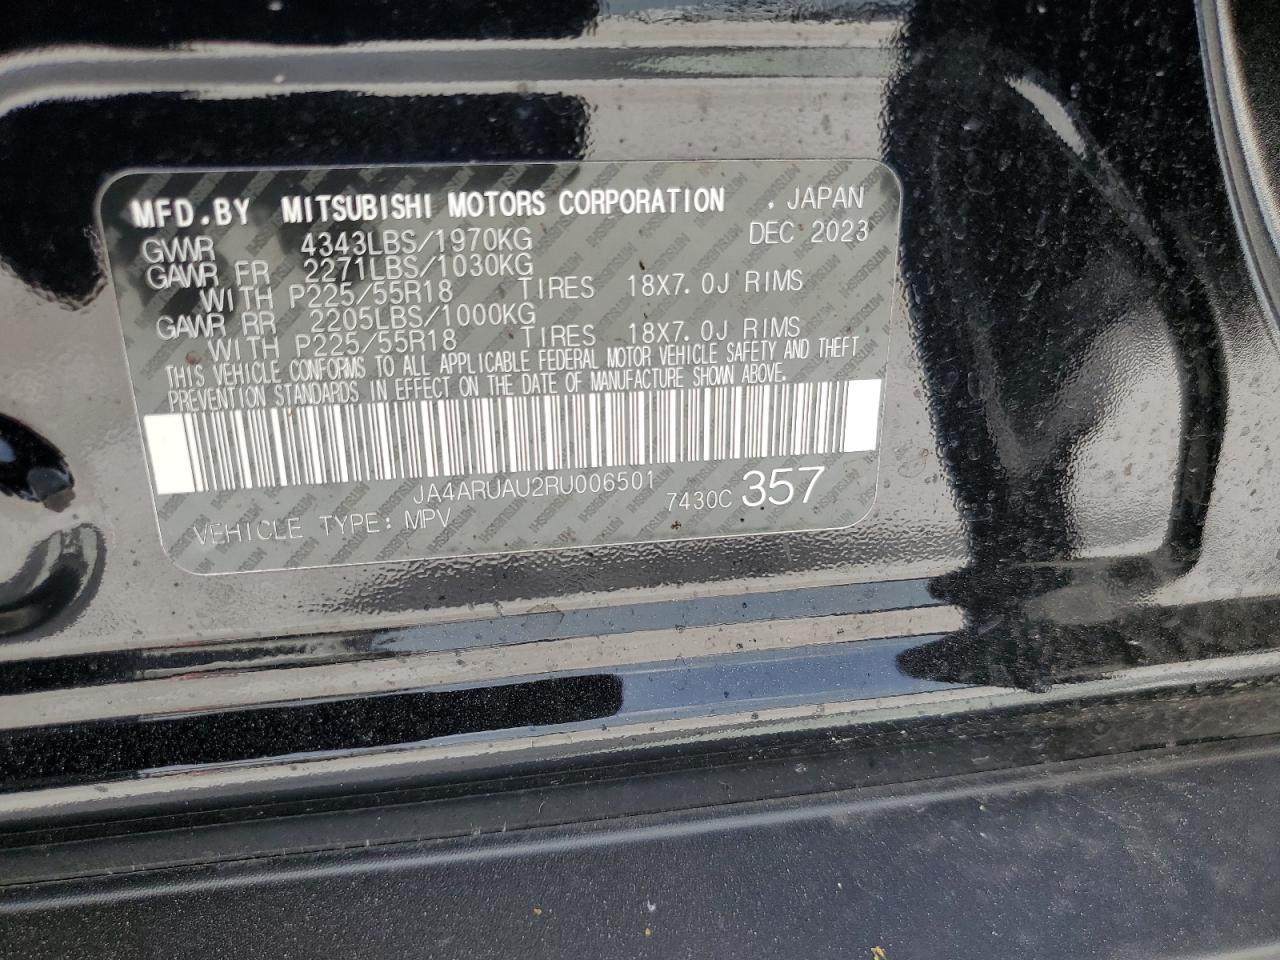 MFD.BY MITSUBISHI MOTORS CORPORATION . JAPAN
GVWR 4343LBS/1970KG DEC 2023
GAWR FR 2271LBS/1030KG
WITH P225/55R18 TIRES 18X7.0J RIMS
GAWR RR 2205LBS/1000KG
WITH P225/55R18 TIRES 18X7.0J RIMS
THIS VEHICLE CONFORMS TO ALL APPLICABLE FEDERAL MOTOR VEHICLE SAFETY AND THEFT
PREVENTION STANDARDS IN EFFECT ON THE DATE OF MANUFACTURE SHOWN ABOVE.
JA4ARUAU2RU006501
7430C 357
VEHICLE TYPE: MPV